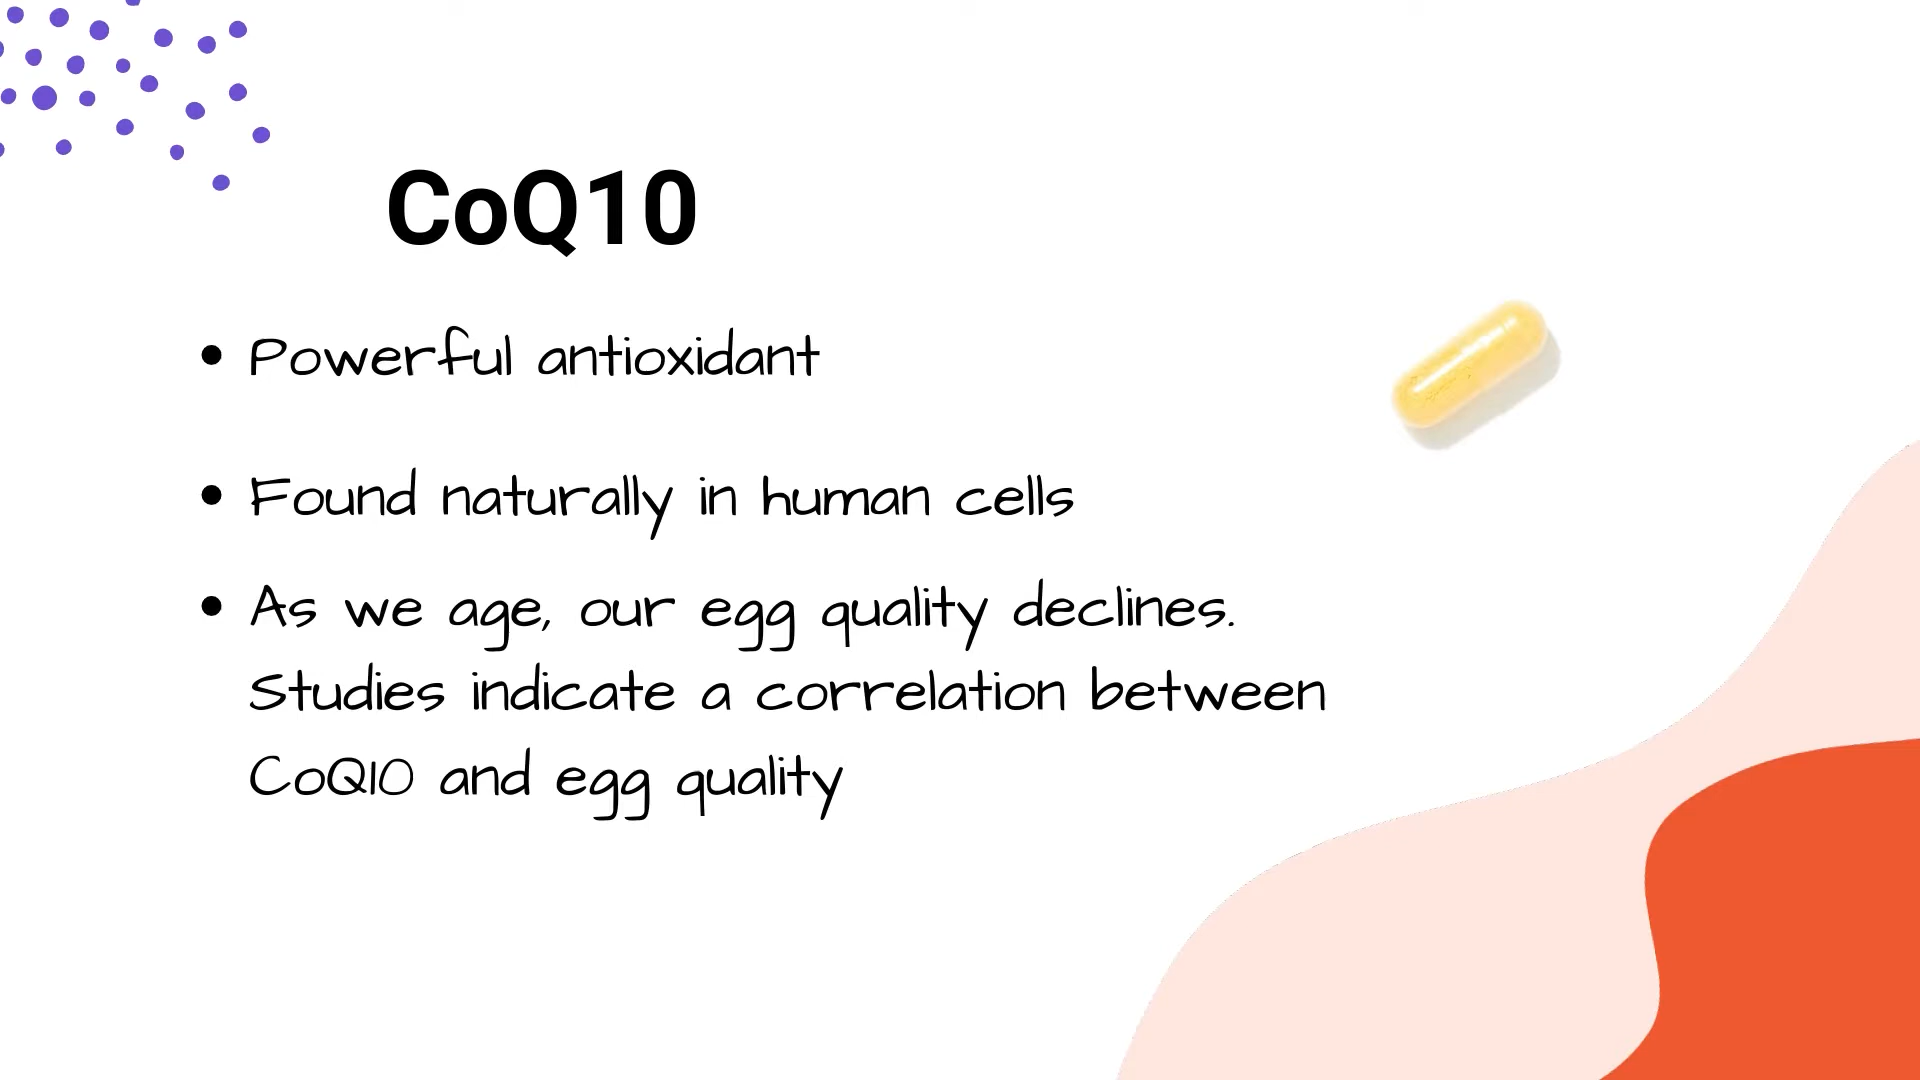 CoQ10
• Powerful antioxidant
• Found naturally in human cells
• As we age, our egg quality declines.
Studies indicate a correlation between
CoQ10 and egg quality